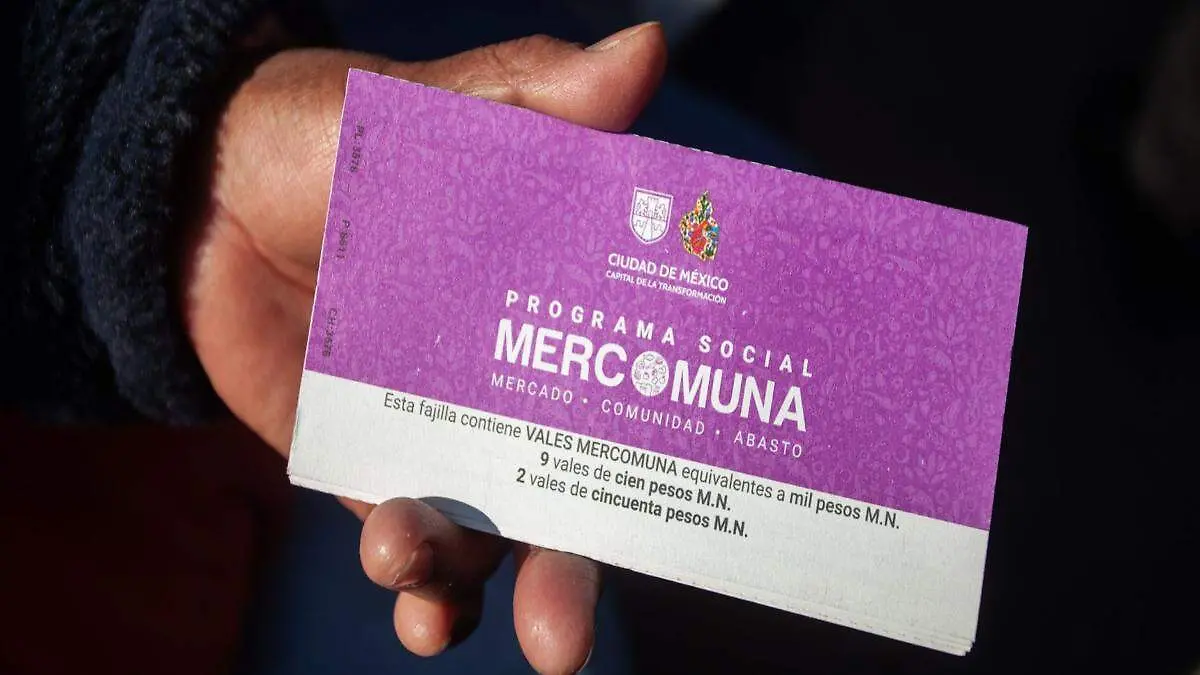 CIUDAD DE MÉXICO
CAPITAL DE LA TRANSFORMACIÓN
PROGRAMA SOCIAL
MERCOMUNA
MERCADO • COMUNIDAD • ABASTO
Esta fajilla contiene VALES MERCOMUNA equivalentes a mil pesos M.N.
9 vales de cien pesos M.N.
2 vales de cincuenta pesos M.N.